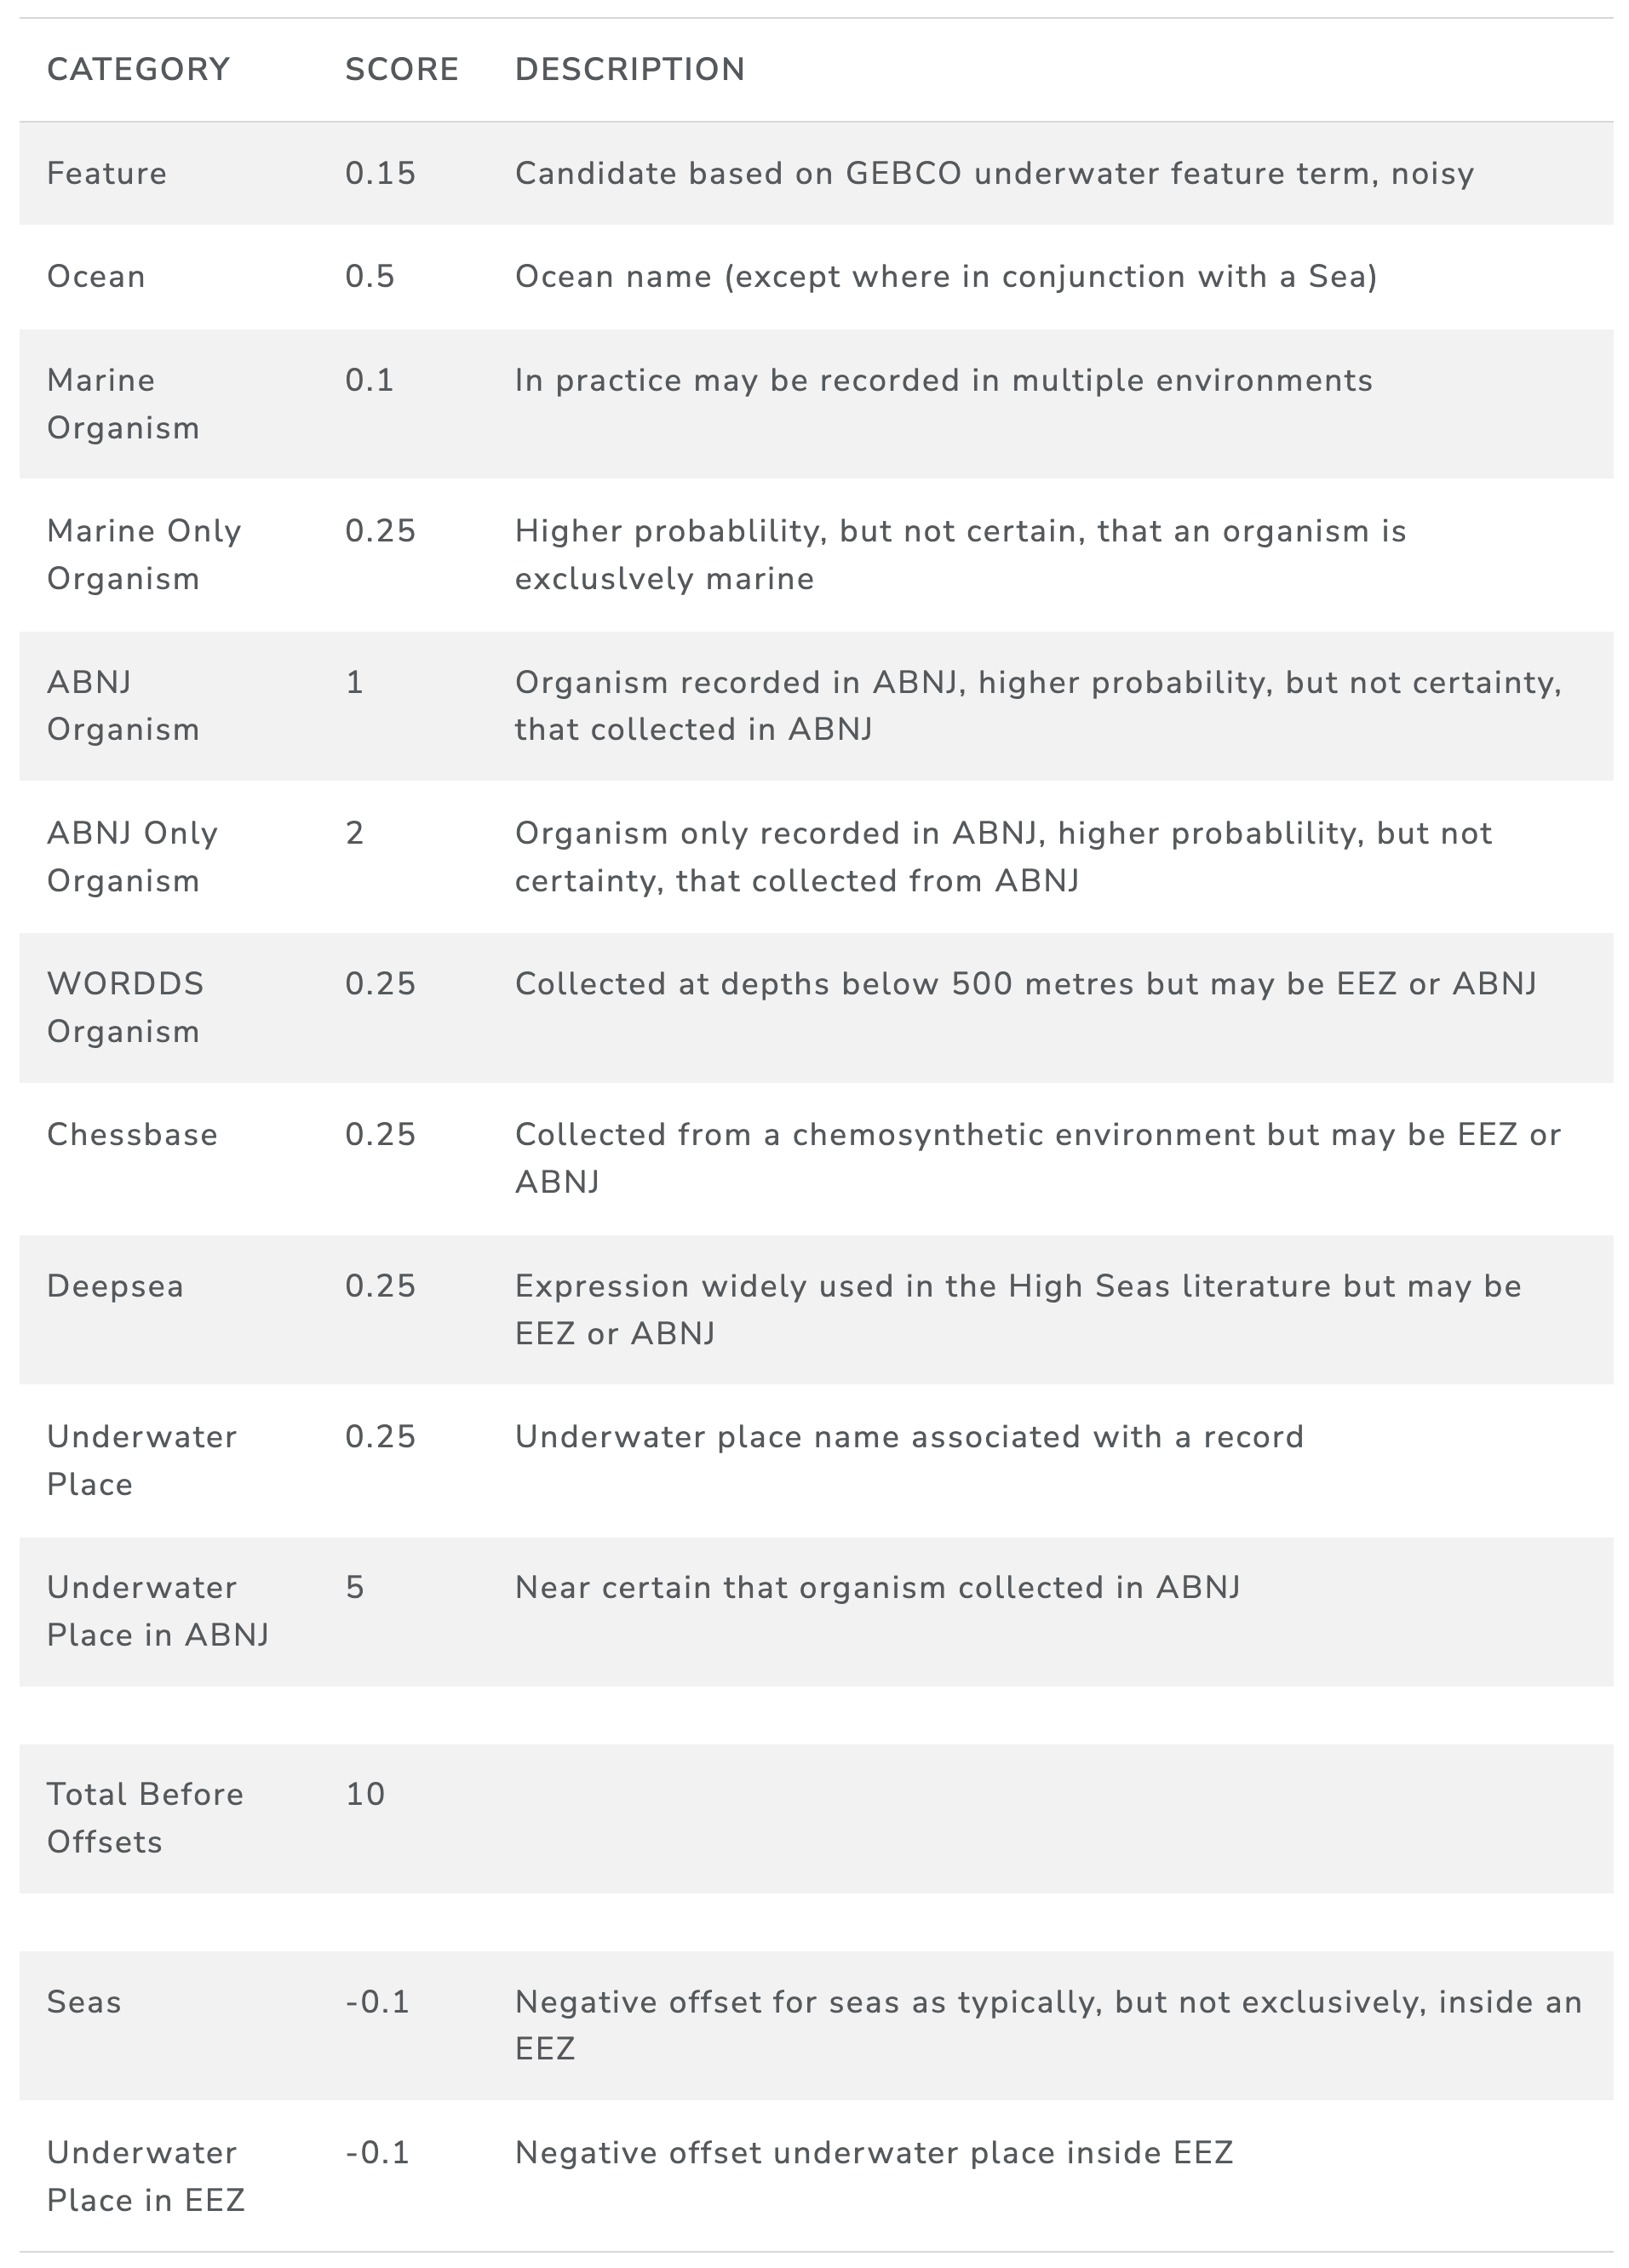 CATEGORY SCORE DESCRIPTION
Feature 0.15 Candidate based on GEBCO underwater feature term, noisy
Ocean 0.5 Ocean name (except where in conjunction with a Sea)
Marine 0.1 In practice may be recorded in multiple environments
Organism
Marine Only 0.25 Higher probablility, but not certain, that an organism is
Organism excluslvely marine
ABNJ 1 Organism recorded in ABNJ, higher probability, but not certainty,
Organism that collected in ABNJ
ABNJ Only 2 Organism only recorded in ABNJ, higher probablility, but not
Organism certainty, that collected from ABNJ
WORDDS 0.25 Collected at depths below 500 metres but may be EEZ or ABNJ
Organism
Chessbase 0.25 Collected from a chemosynthetic environment but may be EEZ or
ABNJ
Deepsea 0.25 Expression widely used in the High Seas literature but may be
EEZ or ABNJ
Underwater 0.25 Underwater place name associated with a record
Place
Underwater 5 Near certain that organism collected in ABNJ
Place in ABNJ
Total Before 10
Offsets
Seas -0.1 Negative offset for seas as typically, but not exclusively, inside an
EEZ
Underwater -0.1 Negative offset underwater place inside EEZ
Place in EEZ